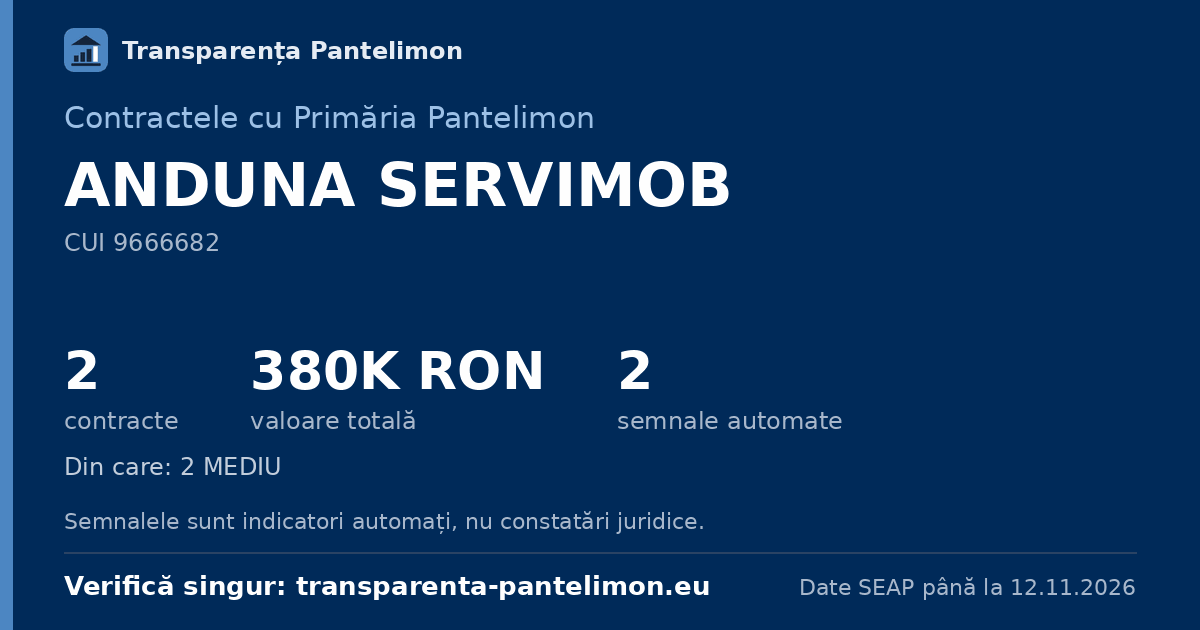 Transparența Pantelimon
Contractele cu Primăria Pantelimon
ANDUNA SERVIMOB
CUI 9666682
2 380K RON 2
contracte valoare totală semnale automate
Din care: 2 MEDIU
Semnalele sunt indicatori automați, nu constatări juridice.
Verifică singur: transparenta-pantelimon.eu Date SEAP până la 12.11.2026